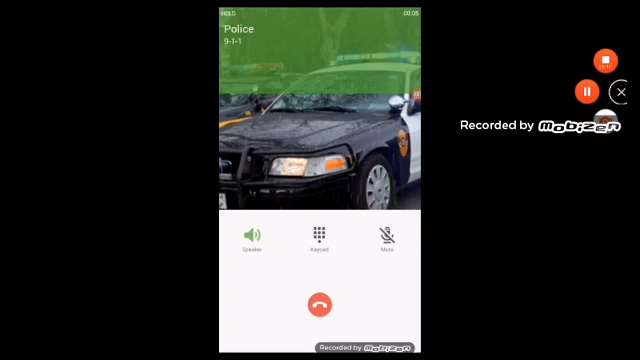 HOLD 00:05
Police
9-1-1
Recorded by mobizen
Speaker Keypad Mute
Recorded by mobizen